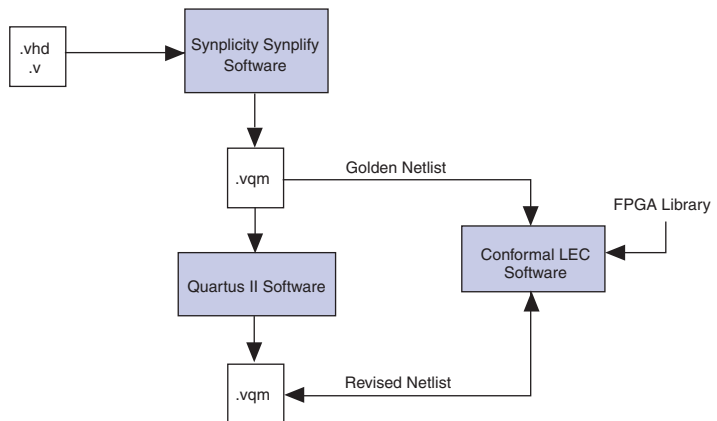 .vhd
.v
Synplicity Synplify
Software
.vqm
Golden Netlist
FPGA Library
Conformal LEC
Software
Quartus II Software
.vqm
Revised Netlist